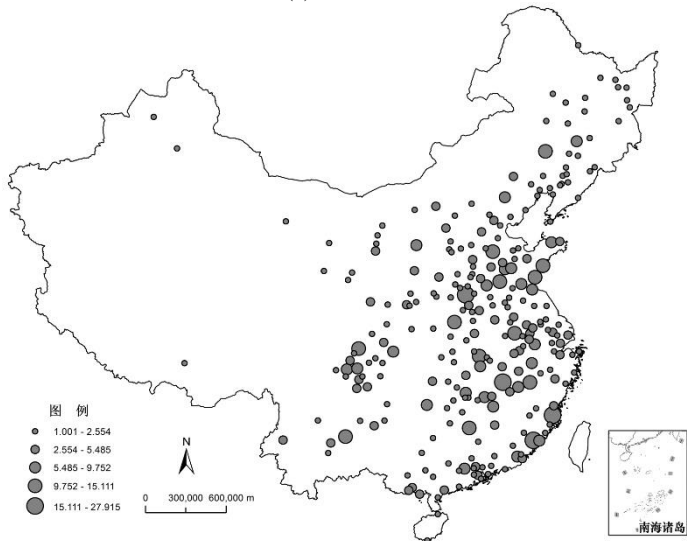 图 例
1.001 - 2.554
2.554 - 5.485
5.485 - 9.752
9.752 - 15.111
15.111 - 27.915
N
0 300,000 600,000 m
南海诸岛